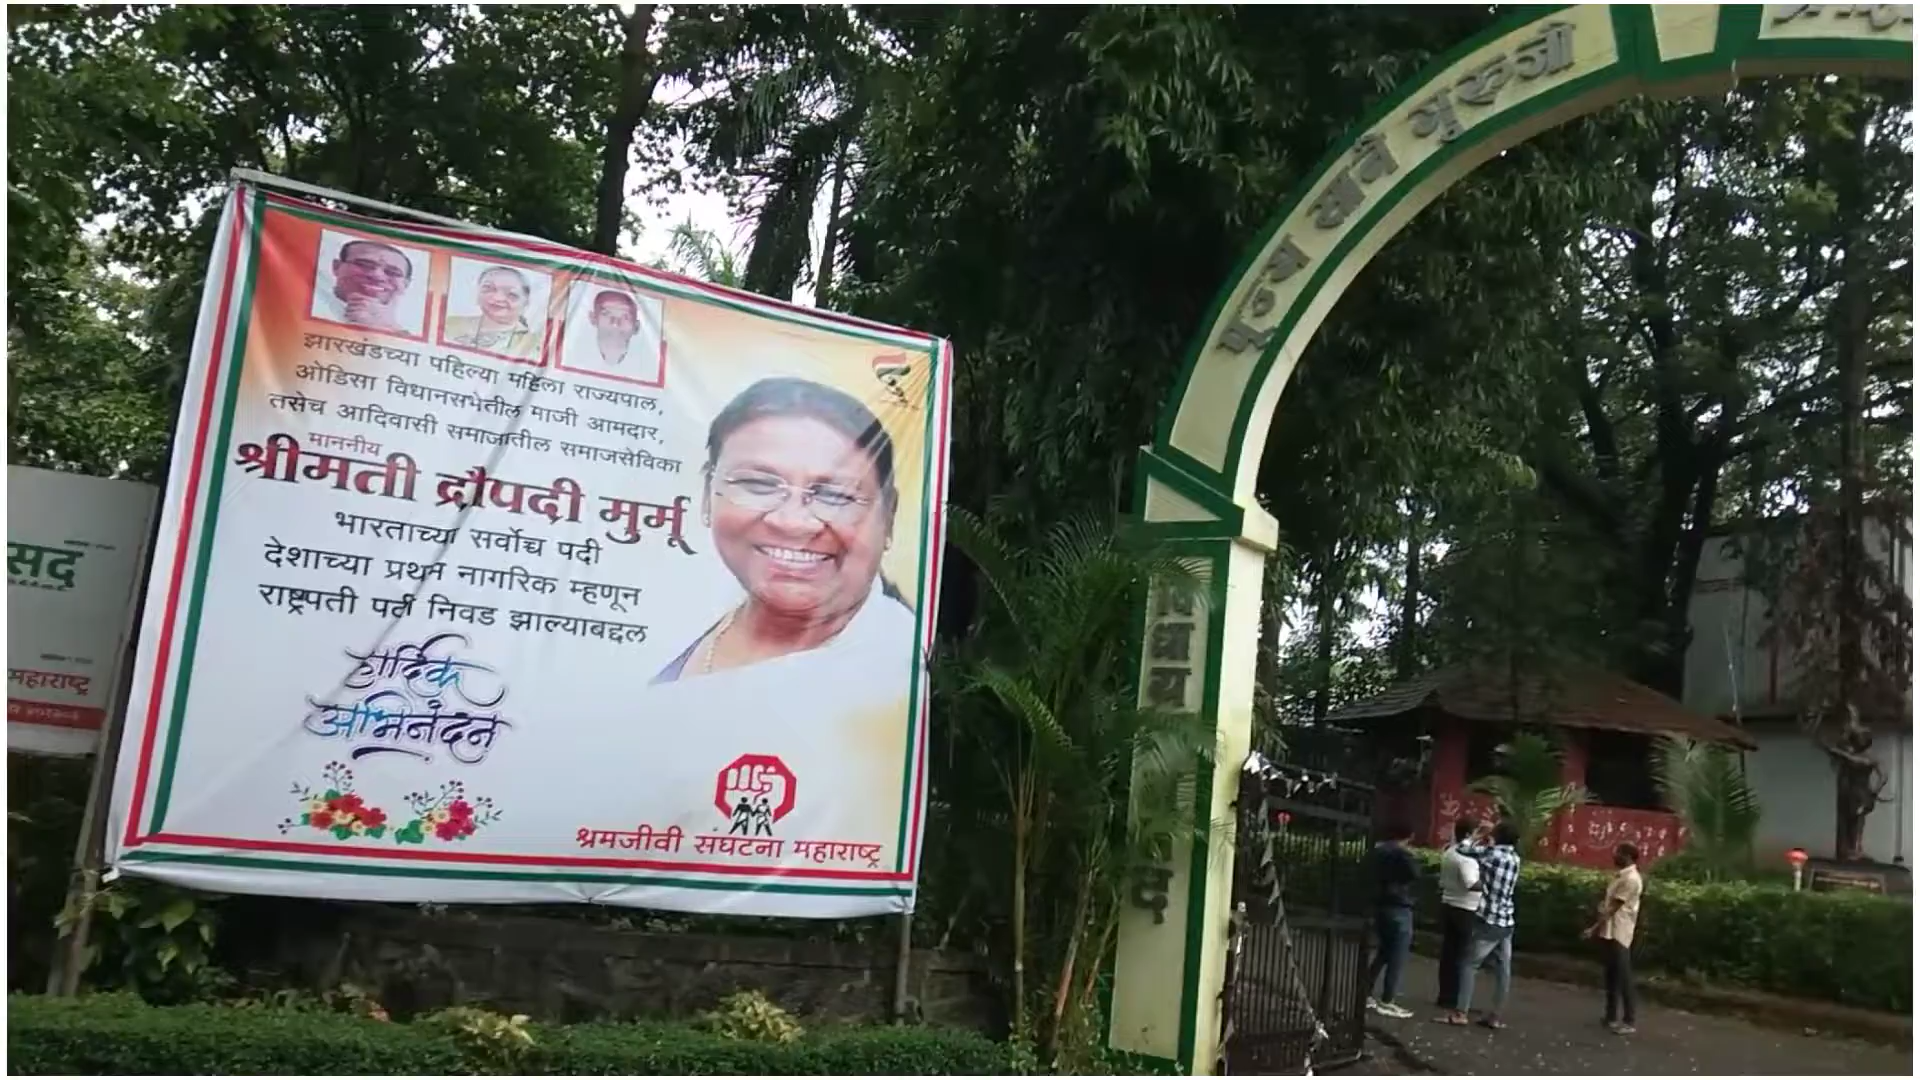 झारखंडच्या पहिल्या महिला राज्यपाल,
ओडिसा विधानसभेतील माजी आमदार,
तसेच आदिवासी समाजातील समाजसेविका
माननीय
श्रीमती द्रौपदी मुर्मू
भारताच्या सर्वोच्च पदी
देशाच्या प्रथम नागरिक म्हणून
राष्ट्रपती पदी निवड झाल्याबद्दल
हार्दिक
अभिनंदन
श्रमजीवी संघटना महाराष्ट्र
सद
महाराष्ट्र
पूज्य साने गुरुजी